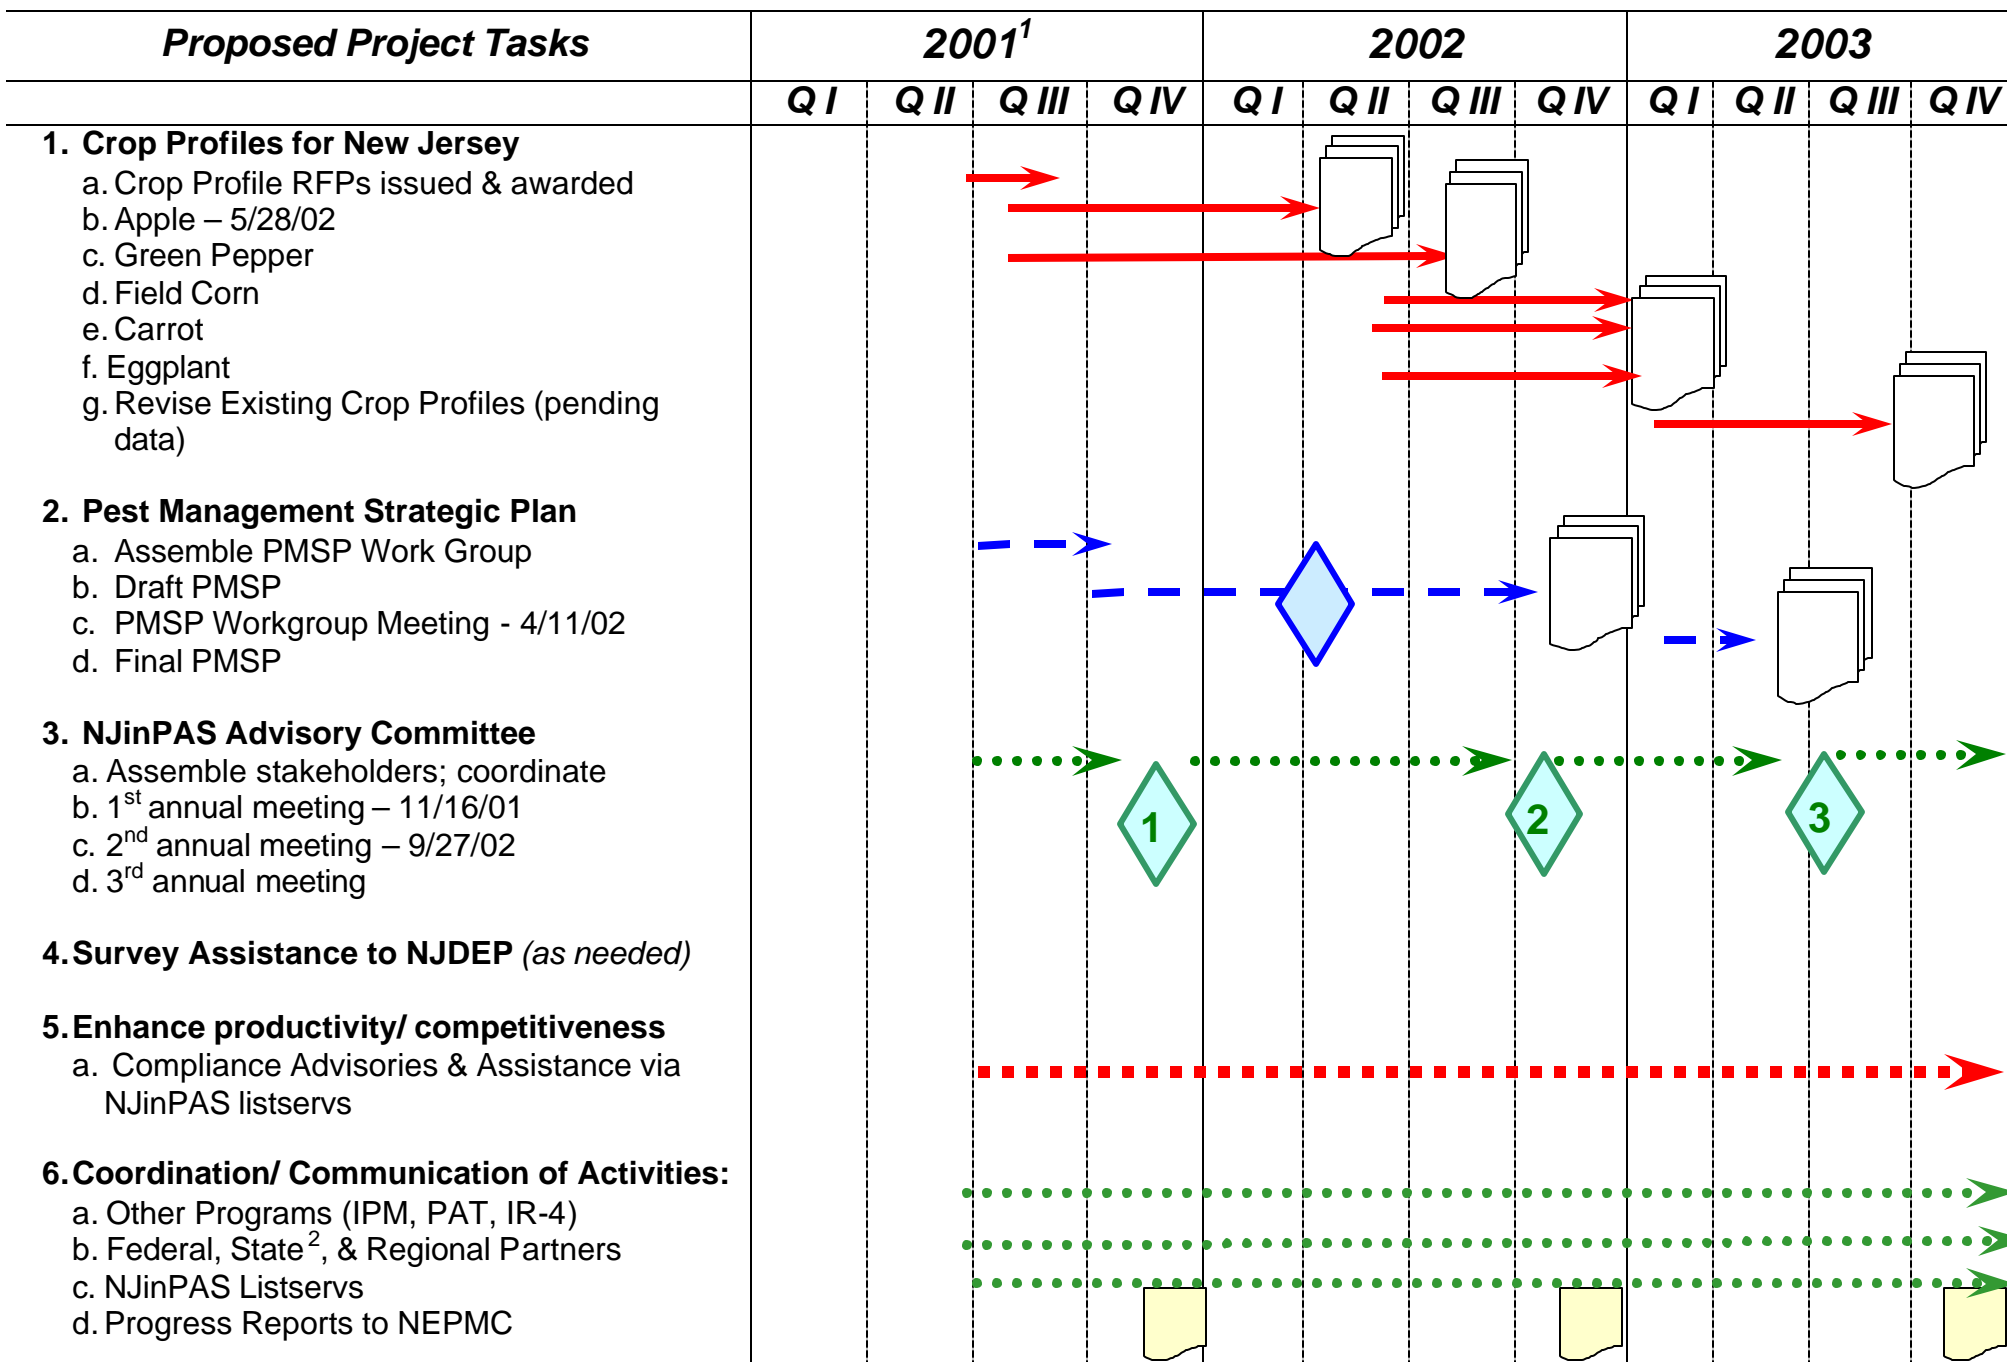 Proposed Project Tasks 2001¹ 2002 2003
Q I Q II Q III Q IV Q I Q II Q III Q IV Q I Q II Q III Q IV
1. Crop Profiles for New Jersey
a. Crop Profile RFPs issued & awarded
b. Apple – 5/28/02
c. Green Pepper
d. Field Corn
e. Carrot
f. Eggplant
g. Revise Existing Crop Profiles (pending
data)
2. Pest Management Strategic Plan
a. Assemble PMSP Work Group
b. Draft PMSP
c. PMSP Workgroup Meeting - 4/11/02
d. Final PMSP
3. NJinPAS Advisory Committee
a. Assemble stakeholders; coordinate
b. 1st annual meeting – 11/16/01
c. 2nd annual meeting – 9/27/02
d. 3rd annual meeting
1 2 3
4. Survey Assistance to NJDEP (as needed)
5. Enhance productivity/ competitiveness
a. Compliance Advisories & Assistance via
NJinPAS listservs
6. Coordination/ Communication of Activities:
a. Other Programs (IPM, PAT, IR-4)
b. Federal, State², & Regional Partners
c. NJinPAS Listservs
d. Progress Reports to NEPMC